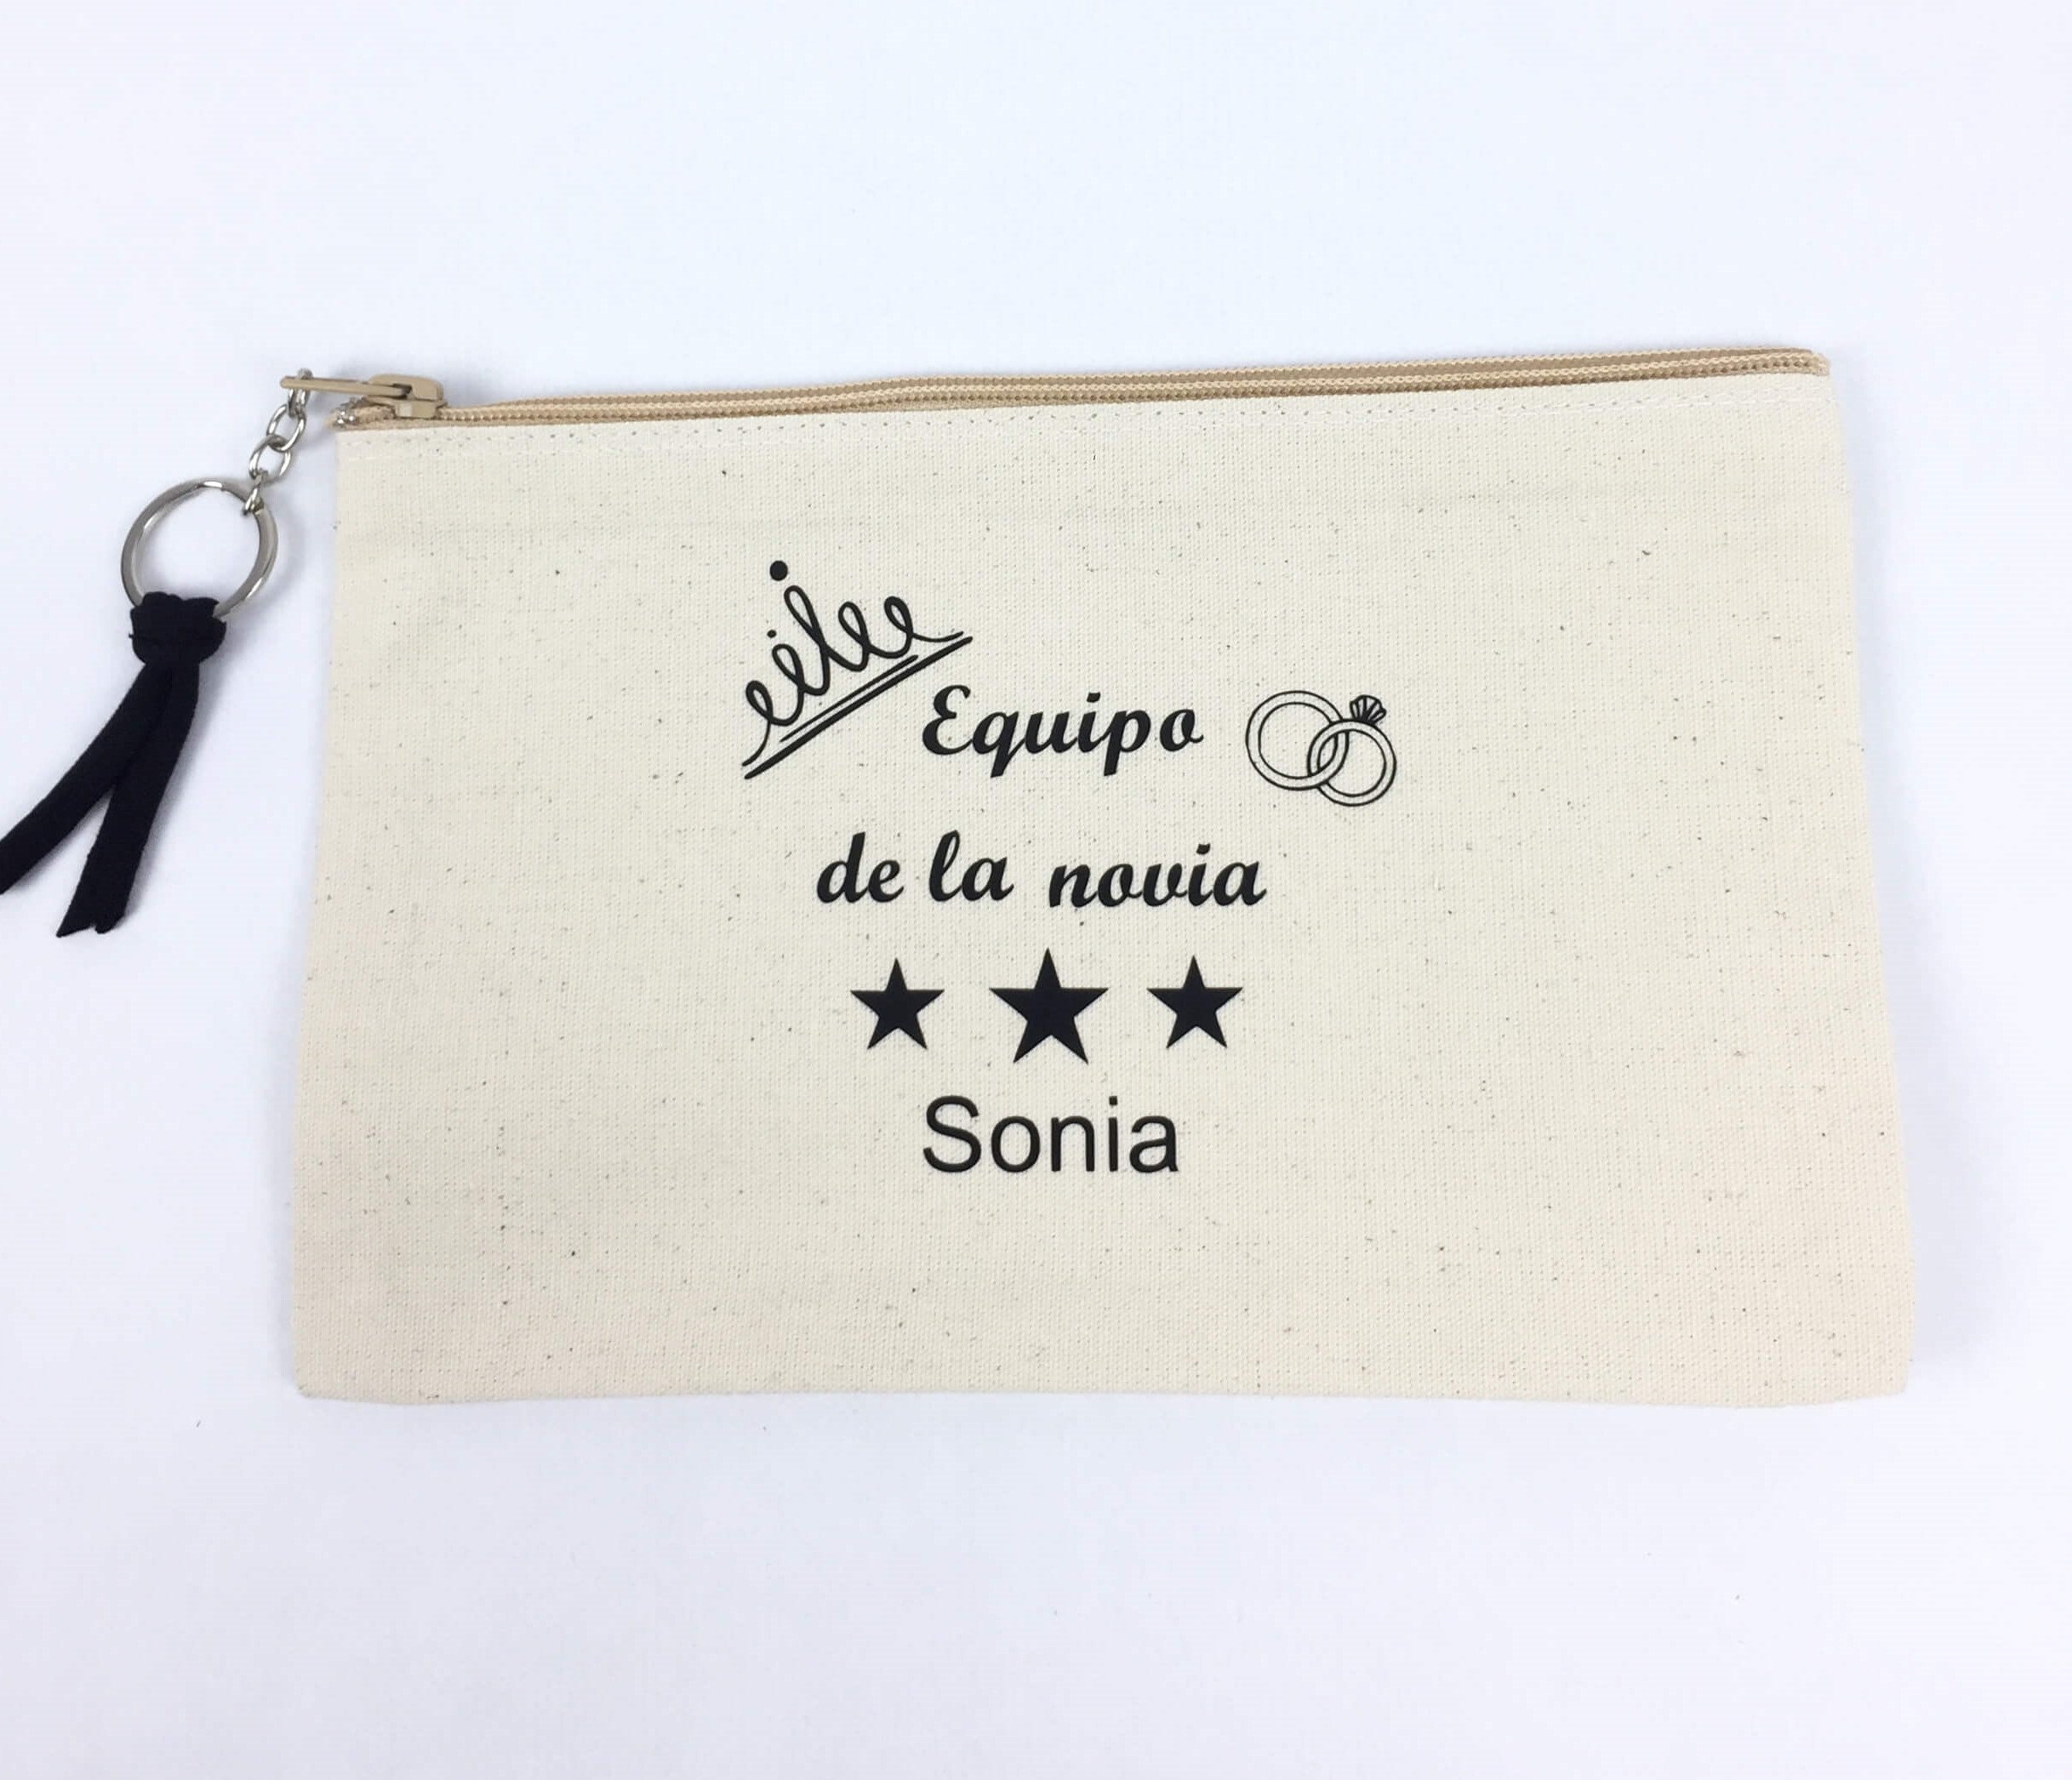 Equipo
de la novia
Sonia